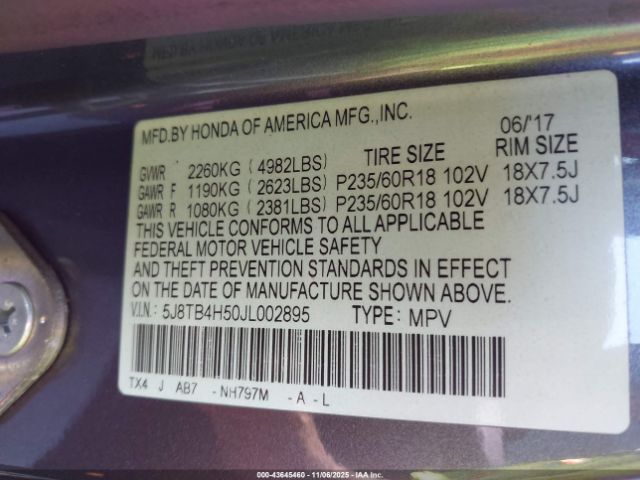 MFD.BY HONDA OF AMERICA MFG.,INC. 06/'17
TIRE SIZE RIM SIZE
GVWR 2260KG (4982LBS)
GAWR F 1190KG (2623LBS) P235/60R18 102V 18X7.5J
GAWR R 1080KG (2381LBS) P235/60R18 102V 18X7.5J
THIS VEHICLE CONFORMS TO ALL APPLICABLE
FEDERAL MOTOR VEHICLE SAFETY
AND THEFT PREVENTION STANDARDS IN EFFECT
ON THE DATE OF MANUFACTURE SHOWN ABOVE.
V.I.N.: 5J8TB4H50JL002895 TYPE: MPV
TX4 J AB7 -NH797M -A-L
000-43645460 - 11/06/2025 - IAAI.COM